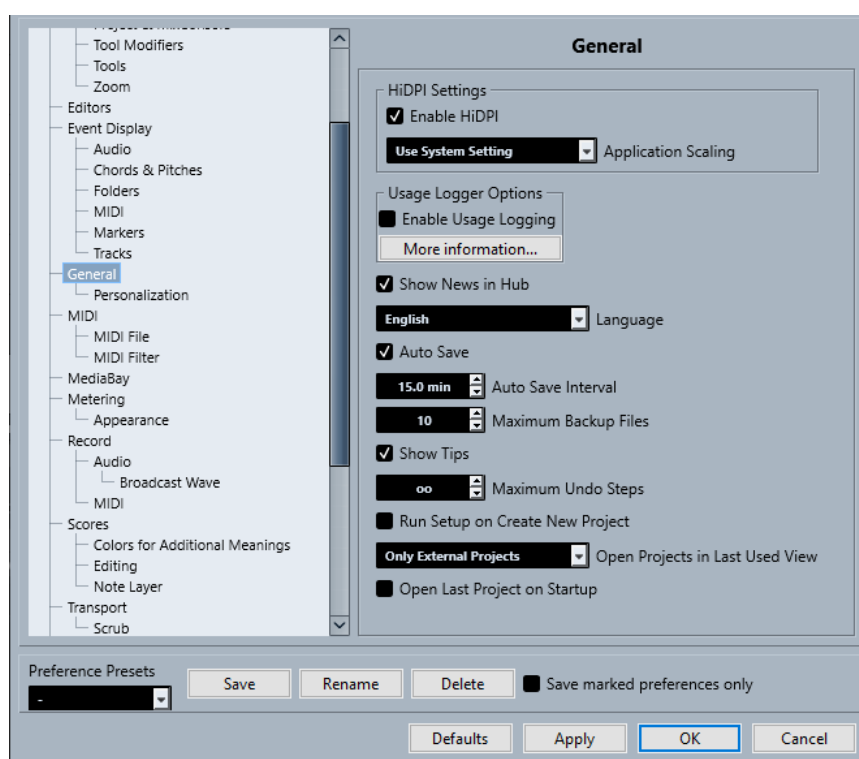 Tool Modifiers
Tools
Zoom
Editors
Event Display
Audio
Chords & Pitches
Folders
MIDI
Markers
Tracks
General
Personalization
MIDI
MIDI File
MIDI Filter
MediaBay
Metering
Appearance
Record
Audio
Broadcast Wave
MIDI
Scores
Colors for Additional Meanings
Editing
Note Layer
Transport
Scrub
General
HiDPI Settings
Enable HiDPI
Use System Setting Application Scaling
Usage Logger Options
Enable Usage Logging
More information...
Show News in Hub
English Language
Auto Save
15.0 min Auto Save Interval
10 Maximum Backup Files
Show Tips
oo Maximum Undo Steps
Run Setup on Create New Project
Only External Projects Open Projects in Last Used View
Open Last Project on Startup
Preference Presets
- Save Rename Delete Save marked preferences only
Defaults Apply OK Cancel